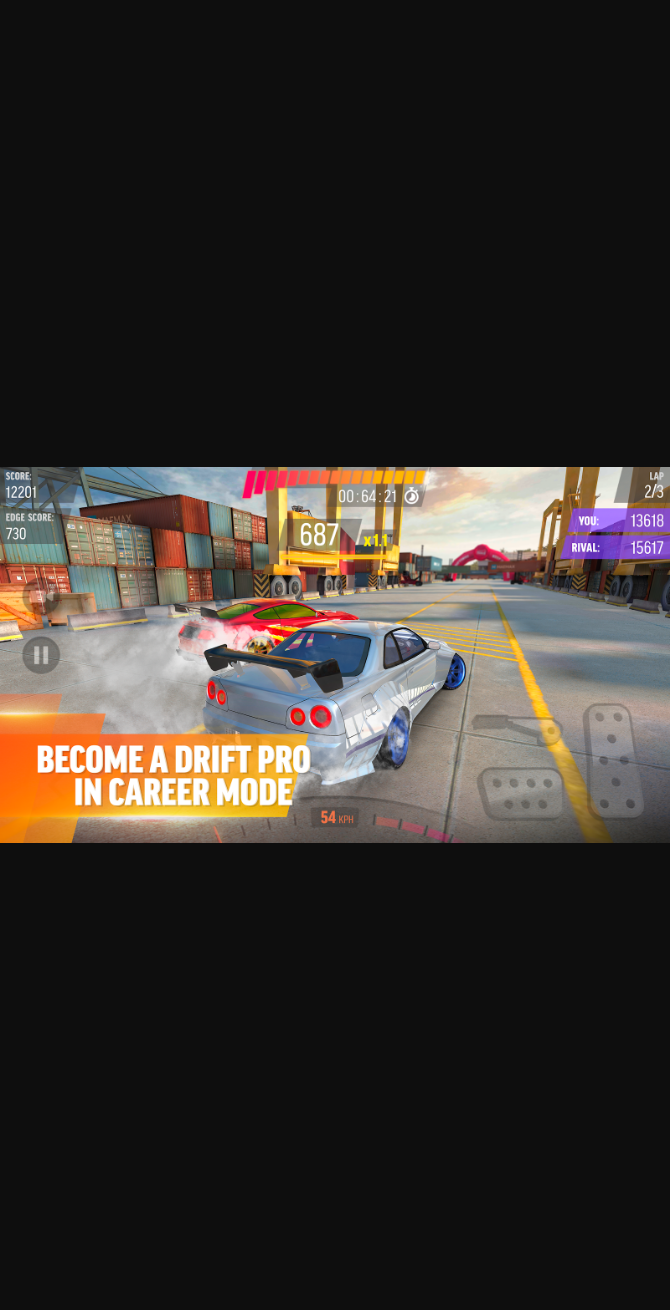 SCORE:
12201
EDGE SCORE:
730
00:64:21
687
x1.1
LAP
2/3
YOU: 13618
RIVAL: 15617
BECOME A DRIFT PRO
IN CAREER MODE
54 KPH